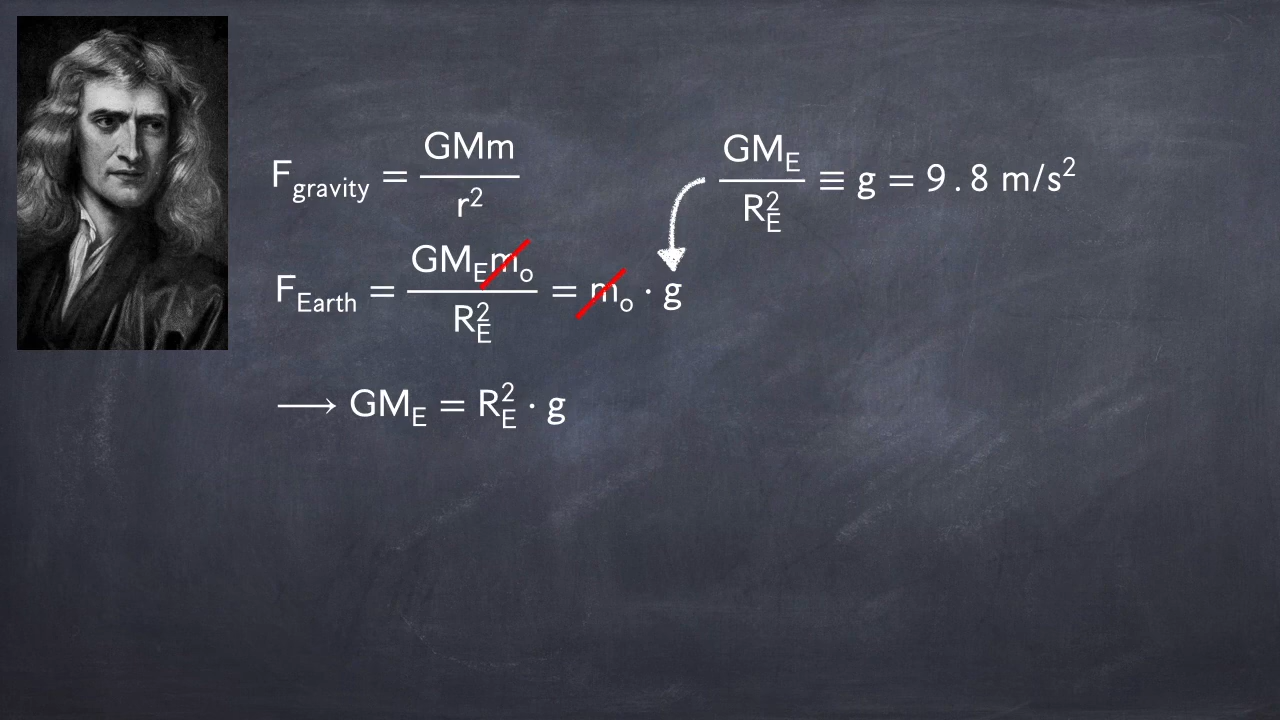 F_gravity = GMm / r²
GM_E / R_E² ≡ g = 9.8 m/s²
F_Earth = GM_E m_o / R_E² = m_o · g
⟶ GM_E = R_E² · g